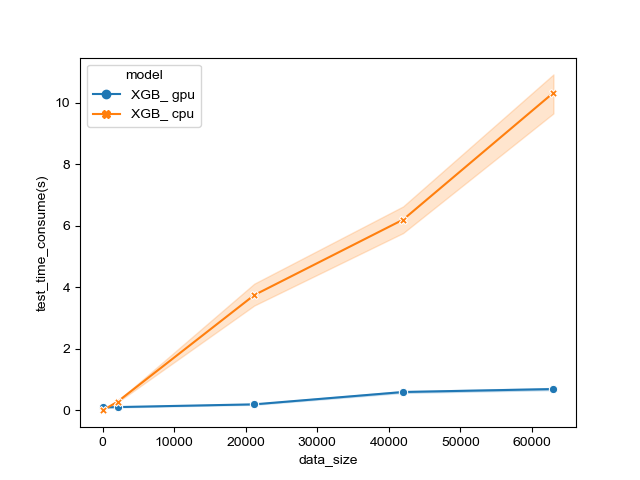 model
XGB_ gpu
XGB_ cpu
10
8
6
4
2
0
test_time_consume(s)
0 10000 20000 30000 40000 50000 60000
data_size